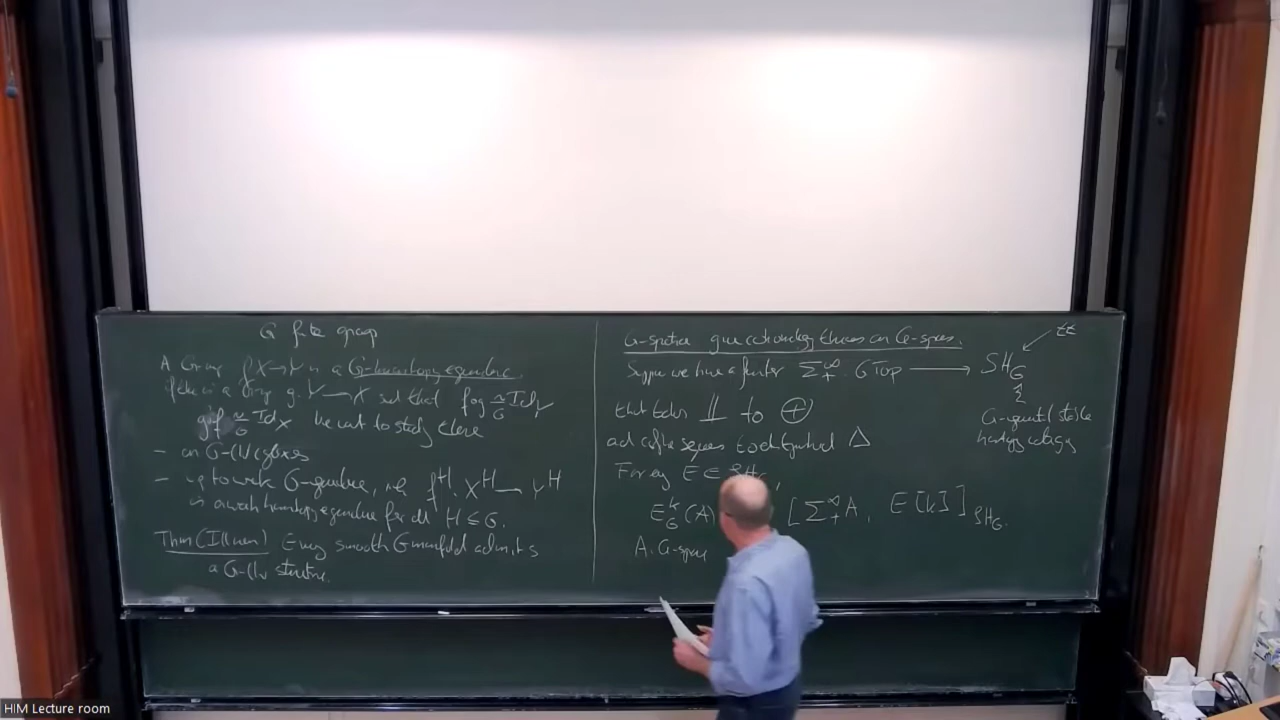 G finite group
A G-map f: X→Y is a G-homotopy equivalence
if there is a G-map g: Y→X such that f∘g ≃_G Id_Y
g∘f ≃_G Id_X We want to study these
- on G-CW complexes
- up to weak G-equivalence, f^H: X^H → Y^H
is a weak homotopy equivalence for all H ≤ G.
Thm (Illman) Every smooth G-manifold admits
a G-CW structure.
G-spectra give cohomology theories on G-spaces.
Suppose we have a functor Σ^∞_+: GTop → SH_G
that takes ⨿ to ⊕
G-equivariant stable
homotopy category
and cofibre sequences to distinguished Δ
For any E ∈ SH_G,
E^k_G(A) [Σ^∞_+ A, E[k]]_{SH_G}
A: G-space
HIM Lecture room